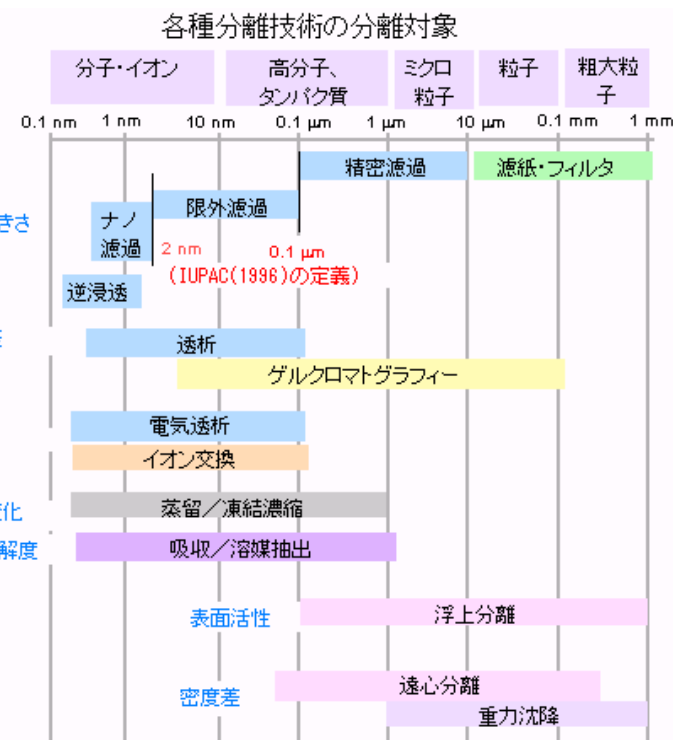 各種分離技術の分離対象
分子・イオン
高分子、
タンパク質
ミクロ
粒子
粒子
粗大粒
子
0.1 nm 1 nm 10 nm 0.1 μm 1 μm 10 μm 0.1 mm 1 mm
精密濾過 濾紙・フィルタ
限外濾過
きさ
ナノ
濾過
2 nm 0.1 μm
(IUPAC(1996)の定義)
逆浸透
透析
ゲルクロマトグラフィー
電気透析
イオン交換
蒸留／凍結濃縮
化
解度 吸収／溶媒抽出
表面活性 浮上分離
遠心分離
密度差
重力沈降